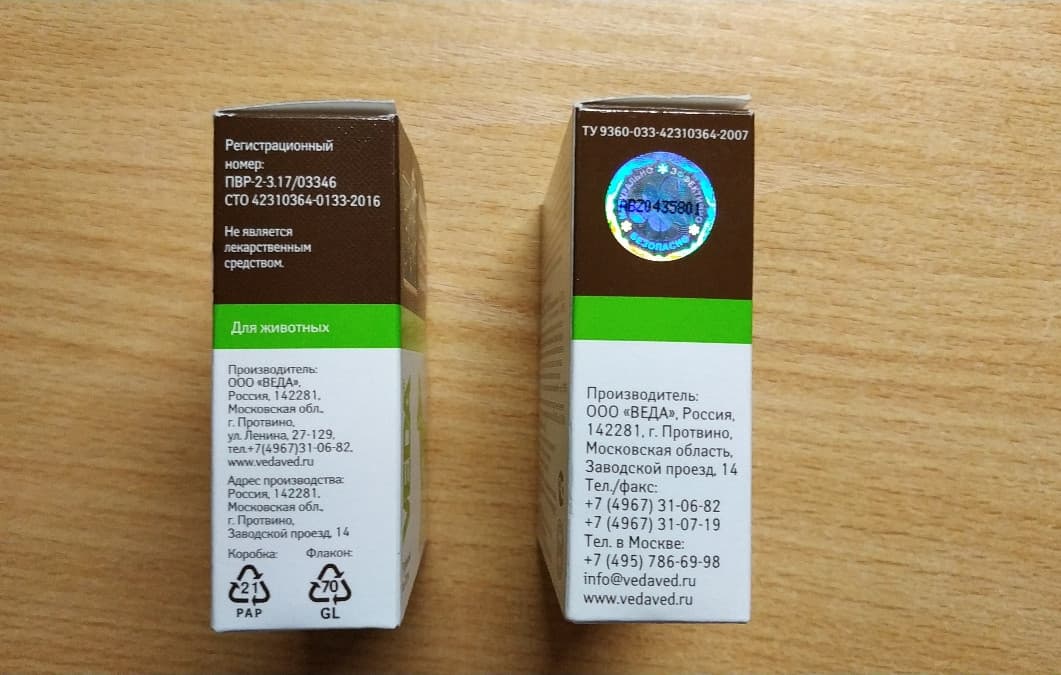 Регистрационный
номер:
ПВР-2-3.17/03346
СТО 42310364-0133-2016
Не является
лекарственным
средством.
Для животных
Производитель:
ООО «ВЕДА»,
Россия, 142281,
Московская обл.,
г. Протвино,
ул. Ленина, 27-129,
тел.+7(4967)31-06-82,
www.vedaved.ru
Адрес производства:
Россия, 142281,
Московская обл.,
г. Протвино,
Заводской проезд, 14
Коробка: Флакон:
21 70
PAP GL
ТУ 9360-033-42310364-2007
ЭФФЕКТИВНО
БЕЗОПАСНО
Производитель:
ООО «ВЕДА», Россия,
142281, г. Протвино,
Московская область,
Заводской проезд, 14
Тел./факс:
+7 (4967) 31-06-82
+7 (4967) 31-07-19
Тел. в Москве:
+7 (495) 786-69-98
info@vedaved.ru
www.vedaved.ru